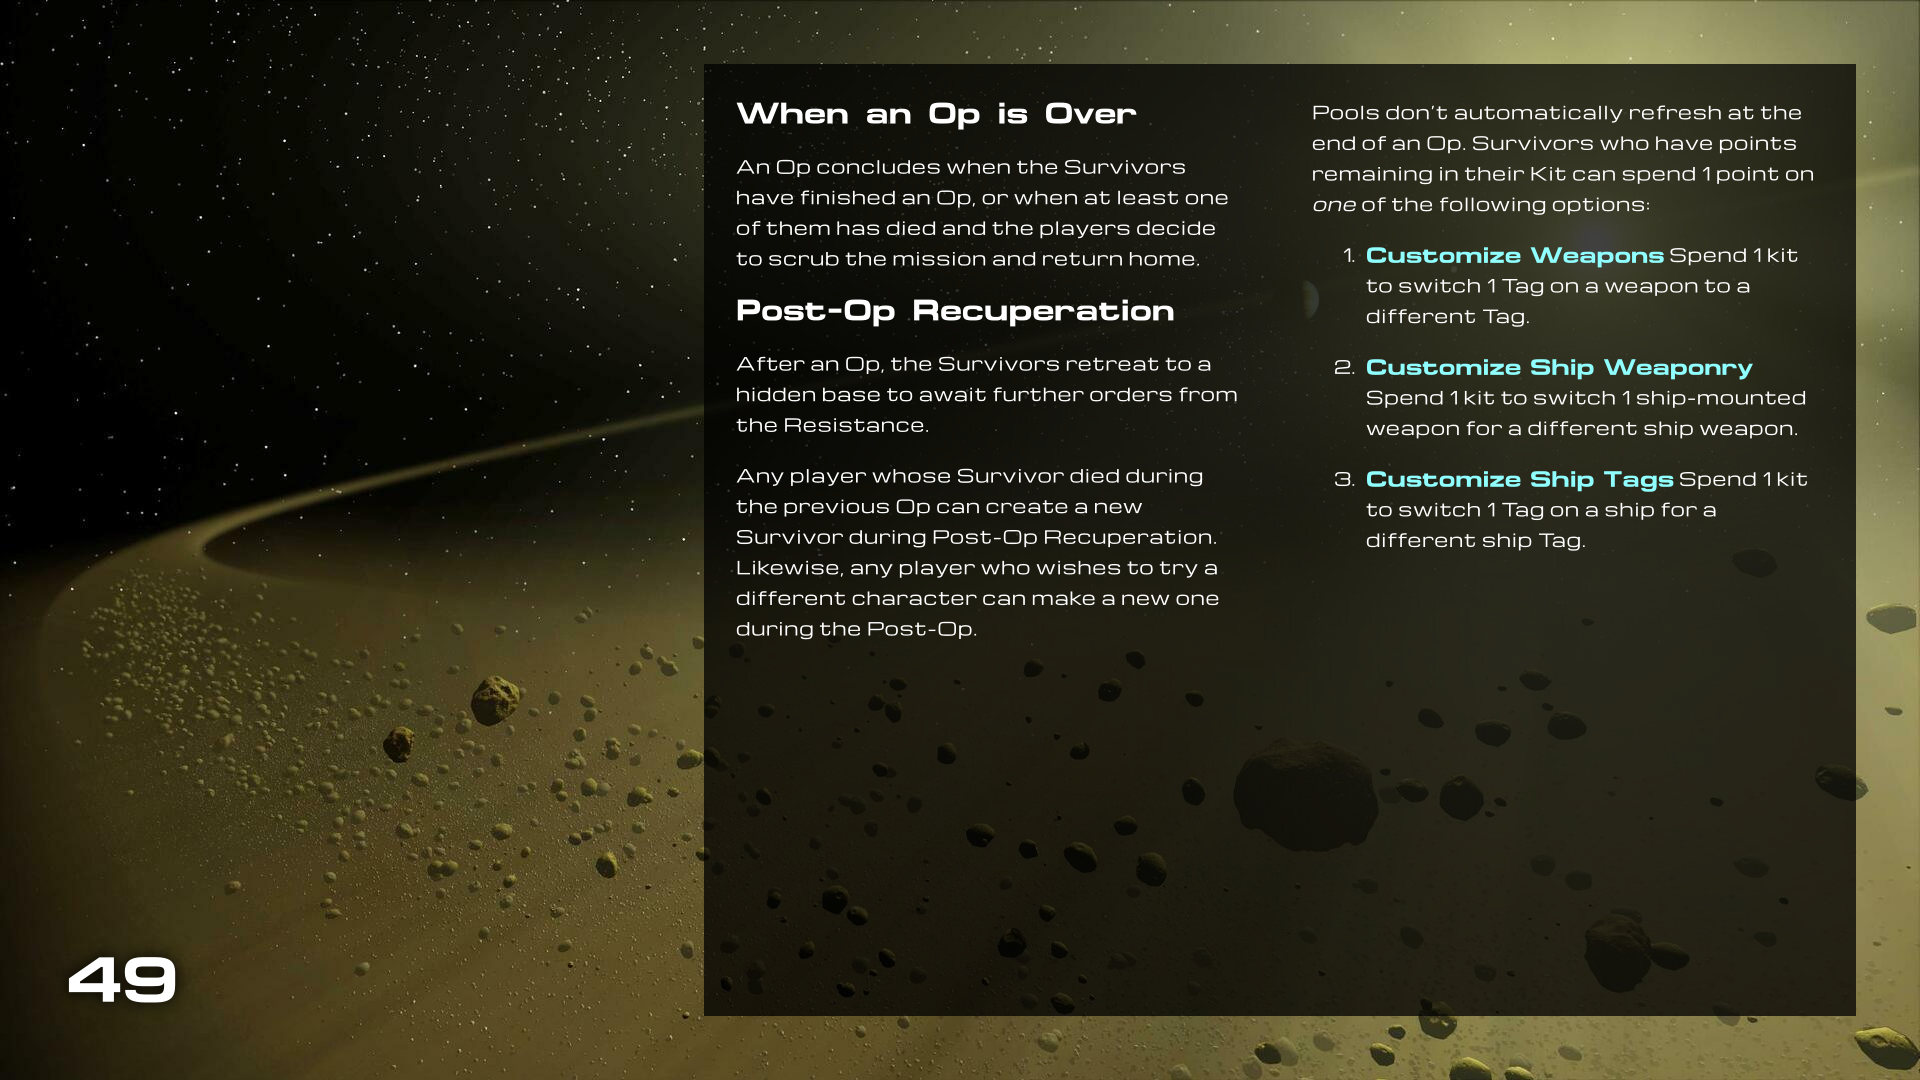 When an Op is Over
An Op concludes when the Survivors
have finished an Op, or when at least one
of them has died and the players decide
to scrub the mission and return home.
Post-Op Recuperation
After an Op, the Survivors retreat to a
hidden base to await further orders from
the Resistance.
Any player whose Survivor died during
the previous Op can create a new
Survivor during Post-Op Recuperation.
Likewise, any player who wishes to try a
different character can make a new one
during the Post-Op.
Pools don’t automatically refresh at the
end of an Op. Survivors who have points
remaining in their Kit can spend 1 point on
one of the following options:
1. Customize Weapons Spend 1 kit
to switch 1 Tag on a weapon to a
different Tag.
2. Customize Ship Weaponry
Spend 1 kit to switch 1 ship-mounted
weapon for a different ship weapon.
3. Customize Ship Tags Spend 1 kit
to switch 1 Tag on a ship for a
different ship Tag.
49